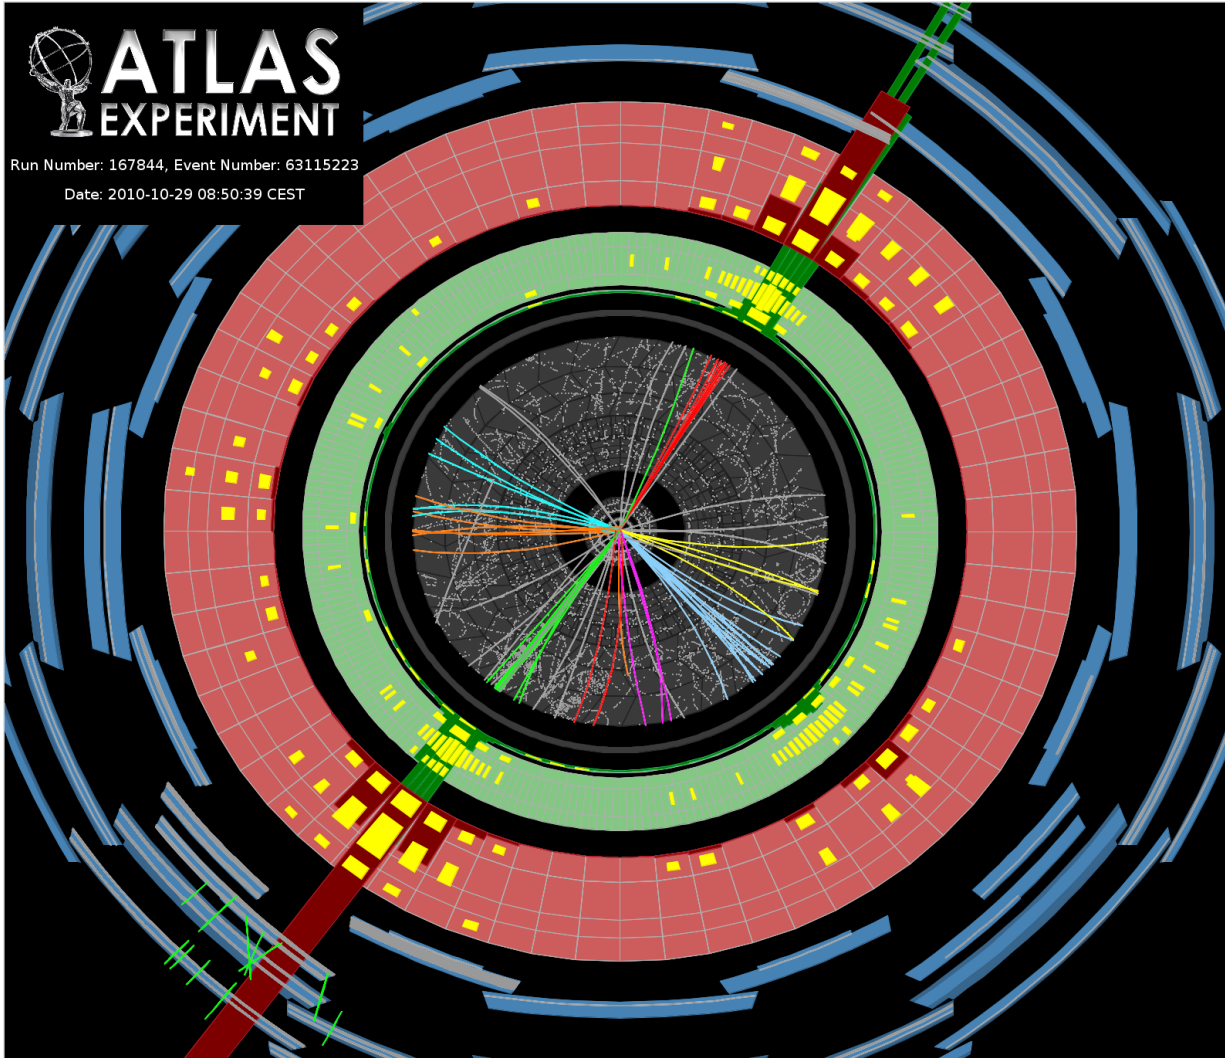 ATLAS
EXPERIMENT
Run Number: 167844, Event Number: 63115223
Date: 2010-10-29 08:50:39 CEST